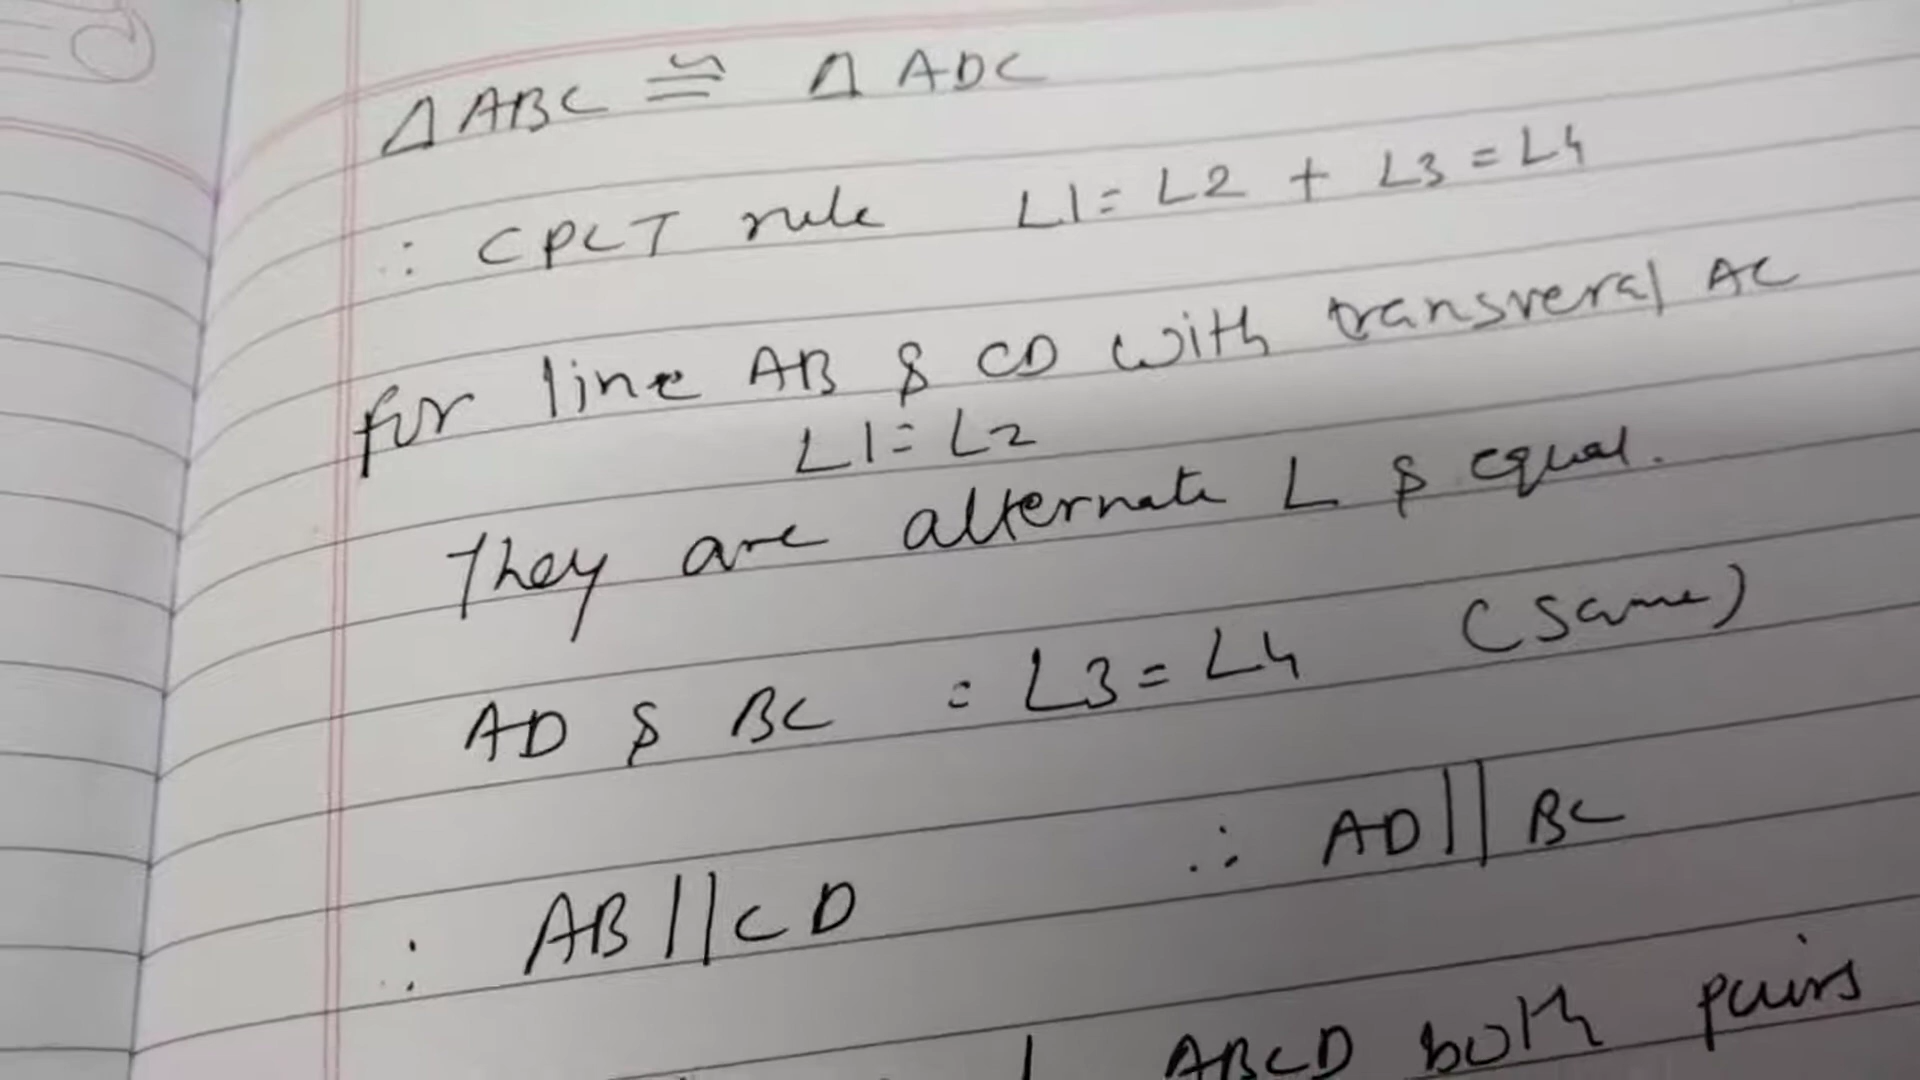 △ ABC ≅ △ ADC
∴ CPCT rule ∠1 = ∠2 + ∠3 = ∠4
for line AB & CD with transveral AC
∠1 = ∠2
They are alternate ∠ & equal.
AD & BC = ∠3 = ∠4 (same)
∴ AB || CD ∴ AD || BC
ABCD both pairs